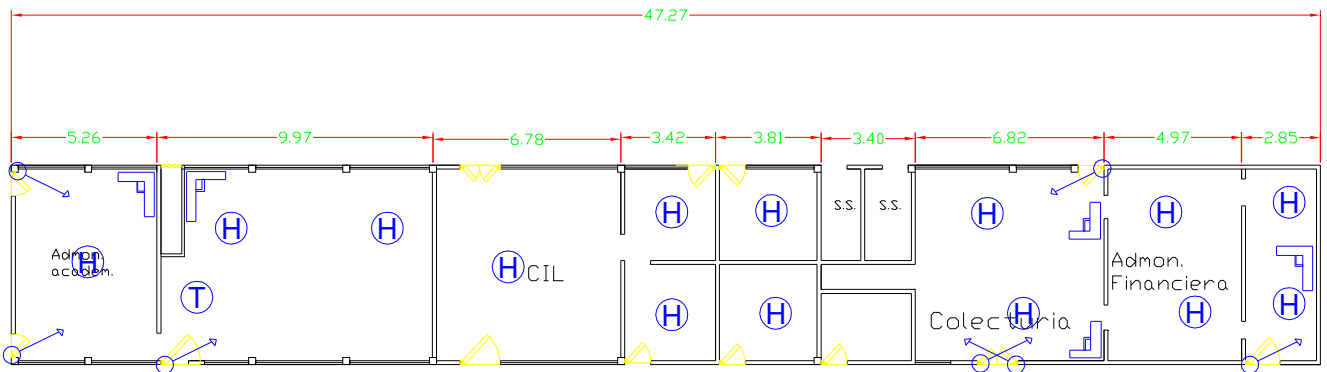 47.27
5.26 9.97 6.78 3.42 3.81 3.40 6.82 4.97 2.85
S.S. S.S.
H H H H H H H
H H
Admon.
academ.
H CIL
Admon.
Financiera
T
H H H H H
Colecturia